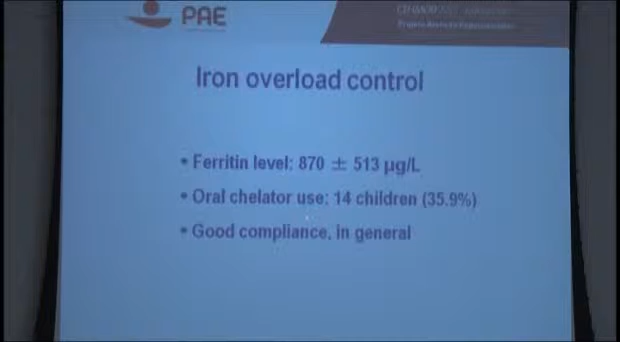 PAE
Iron overload control
• Ferritin level: 870 ± 513 µg/L
• Oral chelator use: 14 children (35.9%)
• Good compliance, in general